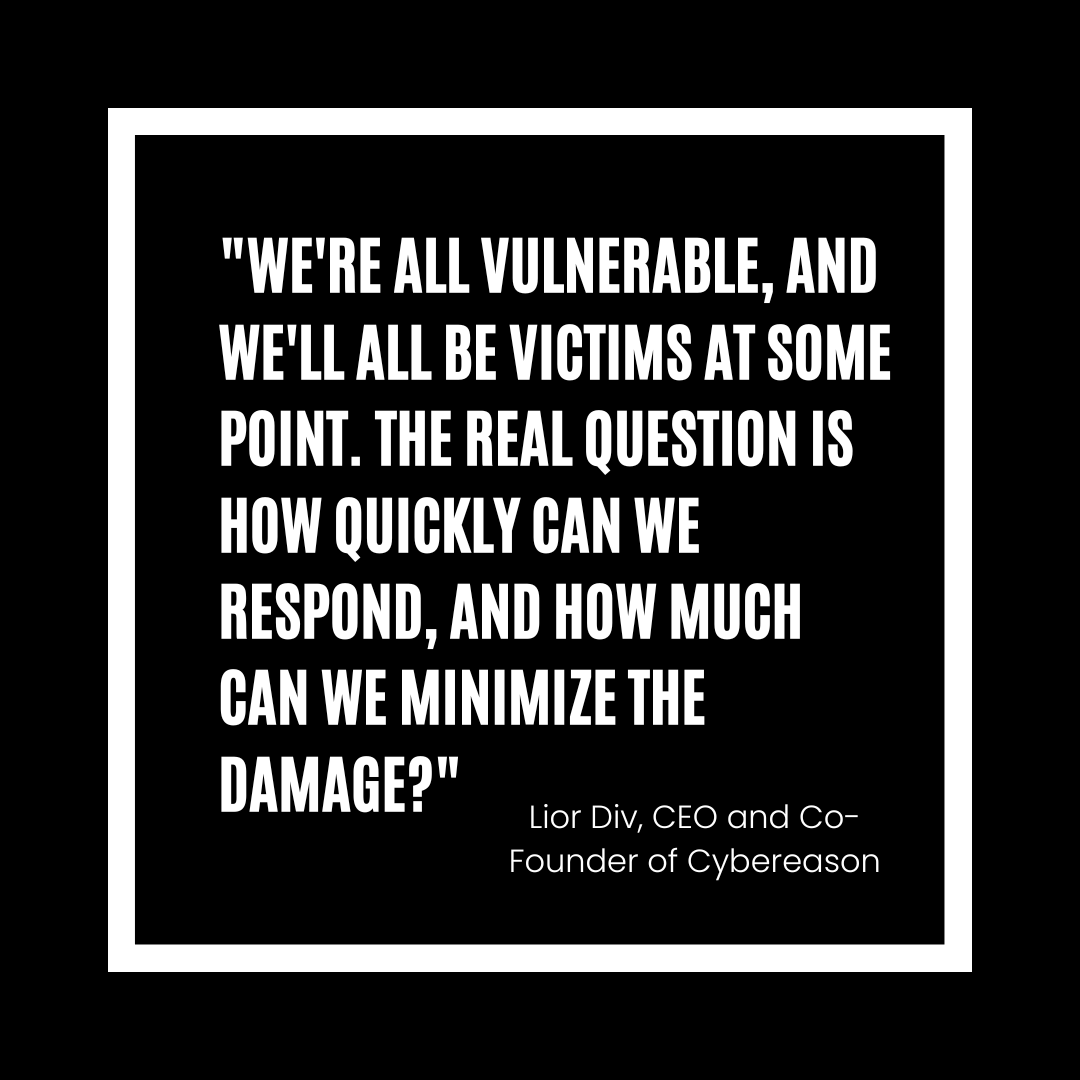 "WE'RE ALL VULNERABLE, AND
WE'LL ALL BE VICTIMS AT SOME
POINT. THE REAL QUESTION IS
HOW QUICKLY CAN WE
RESPOND, AND HOW MUCH
CAN WE MINIMIZE THE
DAMAGE?"
Lior Div, CEO and Co-
Founder of Cybereason